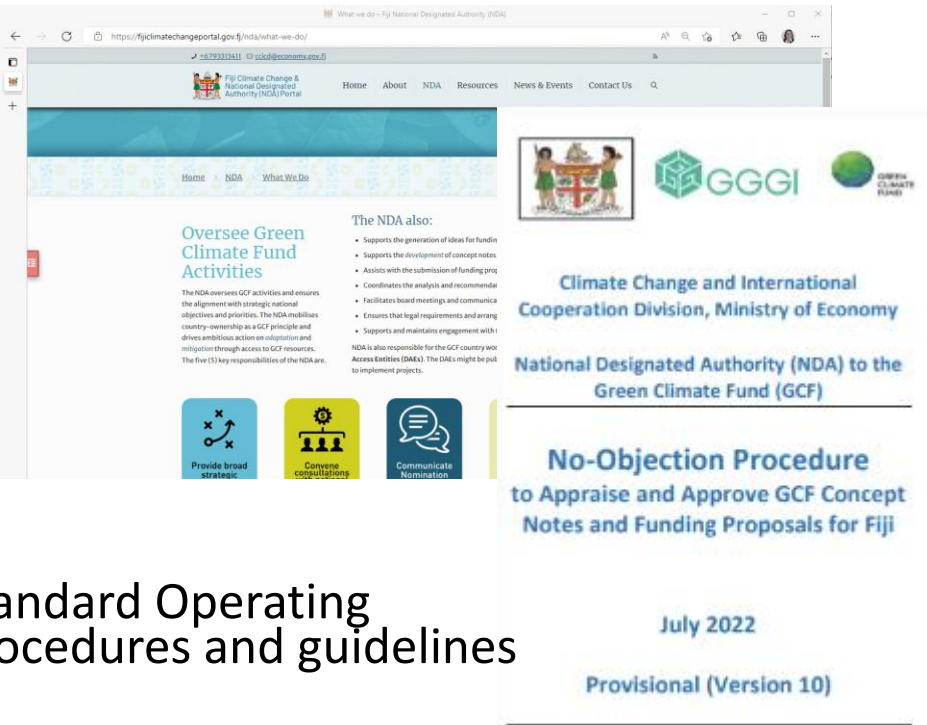 What we do – Fiji National Designated Authority (NDA)
https://fijiclimatechangeportal.gov.fj/nda/what-we-do/
+6793313411 ccicd@economy.gov.fj
Fiji Climate Change &
National Designated
Authority (NDA) Portal
Home About NDA Resources News & Events Contact Us
Home > NDA > What We Do
Oversee Green
Climate Fund
Activities
The NDA oversees GCF activities and ensures
the alignment with strategic national
objectives and priorities. The NDA mobilises
country-ownership as a GCF principle and
drives ambitious action on adaptation and
mitigation through access to GCF resources.
The five (5) key responsibilities of the NDA are.
The NDA also:
• Supports the generation of ideas for fundin
• Supports the development of concept notes
• Assists with the submission of funding prop
• Coordinates the analysis and recommendat
• Facilitates board meetings and communica
• Ensures that legal requirements and arrang
• Supports and maintains engagement with
NDA is also responsible for the GCF country wor
Access Entities (DAEs). The DAEs might be pub
to implement projects.
Provide broad
strategic
Convene
consultations
Communicate
Nomination
GGGI
GREEN
CLIMATE
FUND
Climate Change and International
Cooperation Division, Ministry of Economy
National Designated Authority (NDA) to the
Green Climate Fund (GCF)
No-Objection Procedure
to Appraise and Approve GCF Concept
Notes and Funding Proposals for Fiji
July 2022
Provisional (Version 10)
andard Operating
ocedures and guidelines